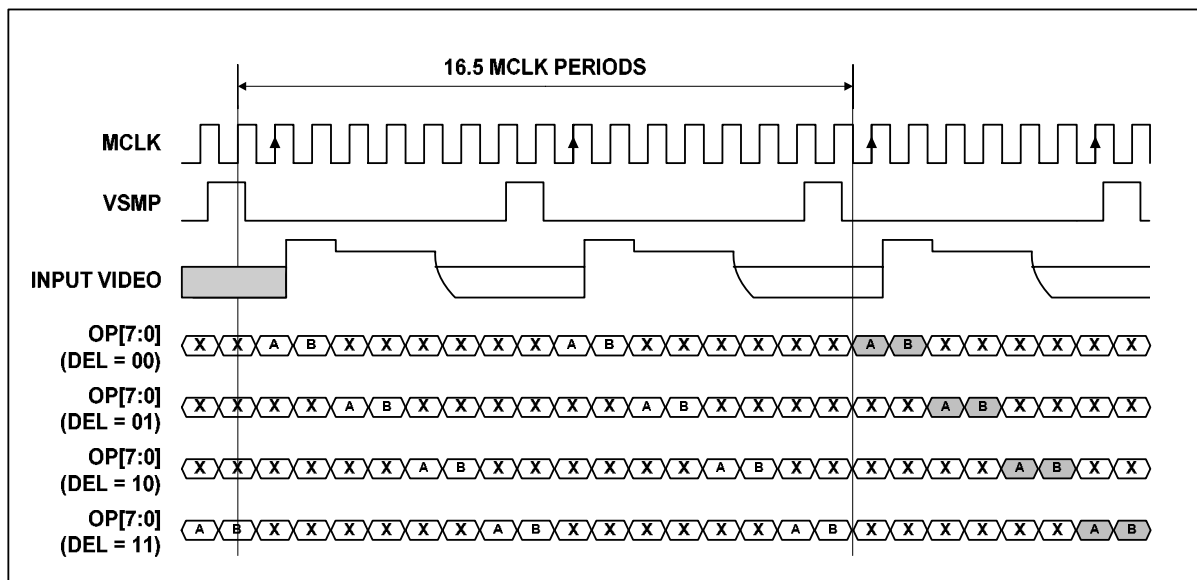 16.5 MCLK PERIODS
MCLK
VSMP
INPUT VIDEO
OP[7:0]
(DEL = 00)
X X A B X X X X X X A B X X X X X X A B X X X X X X
OP[7:0]
(DEL = 01)
X X X X A B X X X X X X A B X X X X X X A B X X X X
OP[7:0]
(DEL = 10)
X X X X X X A B X X X X X X A B X X X X X X A B X X
OP[7:0]
(DEL = 11)
A B X X X X X X A B X X X X X X A B X X X X X X A B